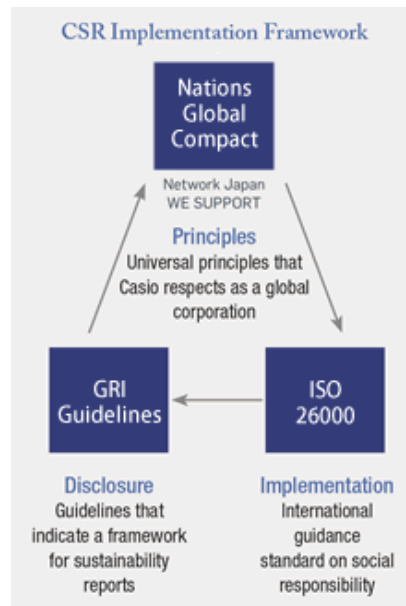 CSR Implementation Framework
Nations
Global
Compact
Network Japan
WE SUPPORT
Principles
Universal principles that
Casio respects as a global
corporation
GRI
Guidelines
ISO
26000
Disclosure
Guidelines that
indicate a framework
for sustainability
reports
Implementation
International
guidance
standard on social
responsibility